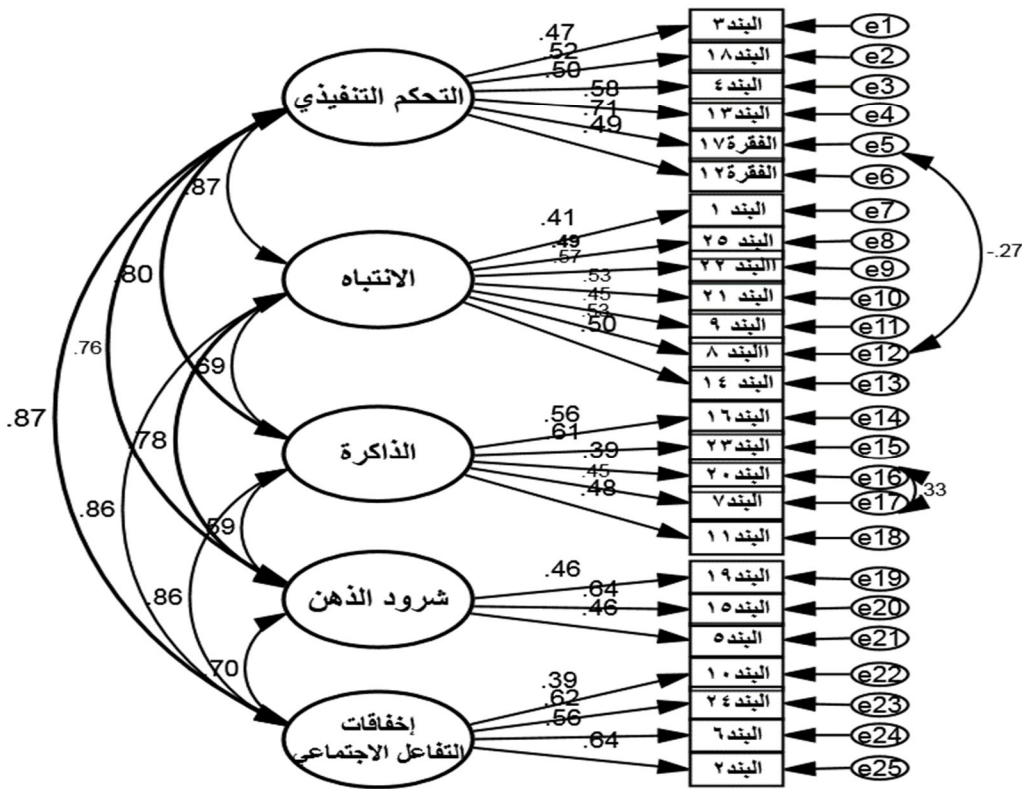 التحكم التنفيذي
الانتباه
الذاكرة
شرود الذهن
إخفاقات
التفاعل الاجتماعي
.87
.80
.76
.87
.69
.78
.86
.59
.86
.70
.47
.52
.50
.58
.71
.49
.41
.49
.57
.53
.45
.53
.50
.56
.61
.39
.45
.48
.46
.64
.46
.39
.62
.56
.64
البند٣
البند١٨
البند٤
البند١٣
الفقرة١٧
الفقرة١٢
البند ١
البند ٢٥
االبند ٢٢
البند ٢١
البند ٩
االبند ٨
البند ١٤
البند١٦
البند٢٣
البند٢٠
البند٧
البند١١
البند١٩
البند١٥
البند٥
البند١٠
البند٢٤
البند٦
البند٢
e1
e2
e3
e4
e5
e6
e7
e8
e9
e10
e11
e12
e13
e14
e15
e16
e17
e18
e19
e20
e21
e22
e23
e24
e25
-.27
.33